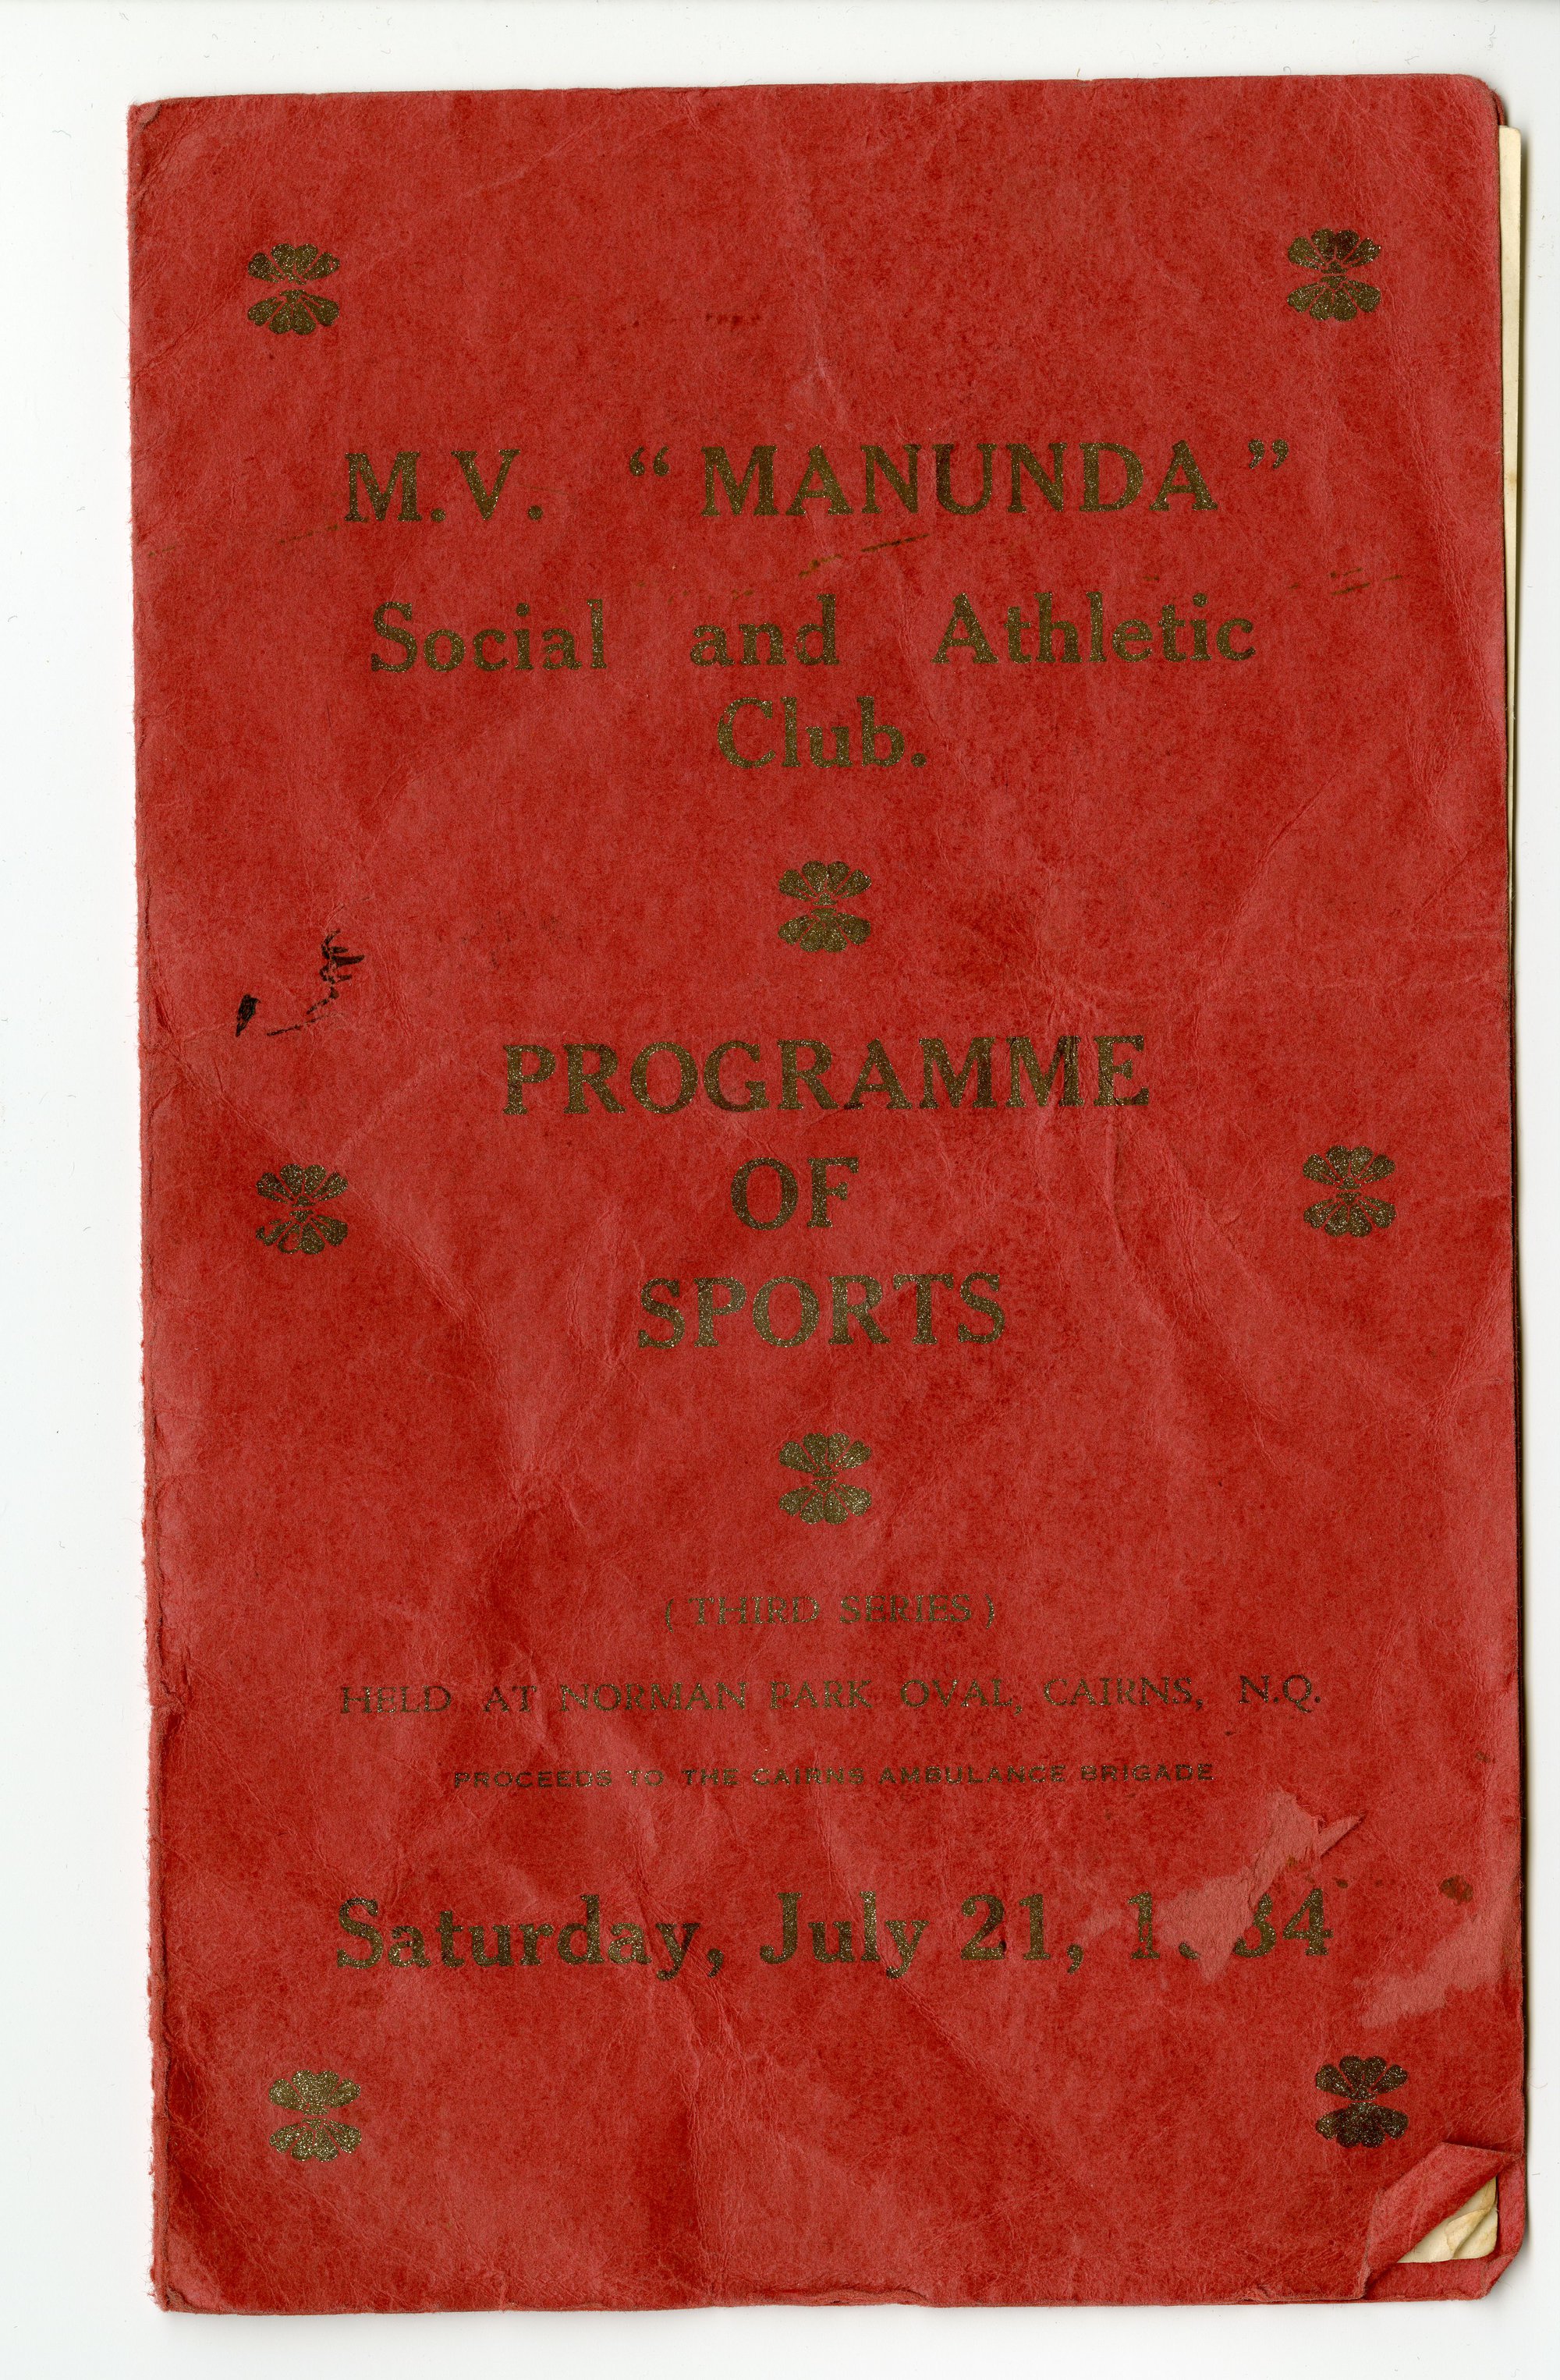 M.V. “MANUNDA”
Social and Athletic
Club.
PROGRAMME
OF
SPORTS
(THIRD SERIES)
HELD AT NORMAN PARK OVAL, CAIRNS, N.Q.
PROCEEDS TO THE CAIRNS AMBULANCE BRIGADE
Saturday, July 21,